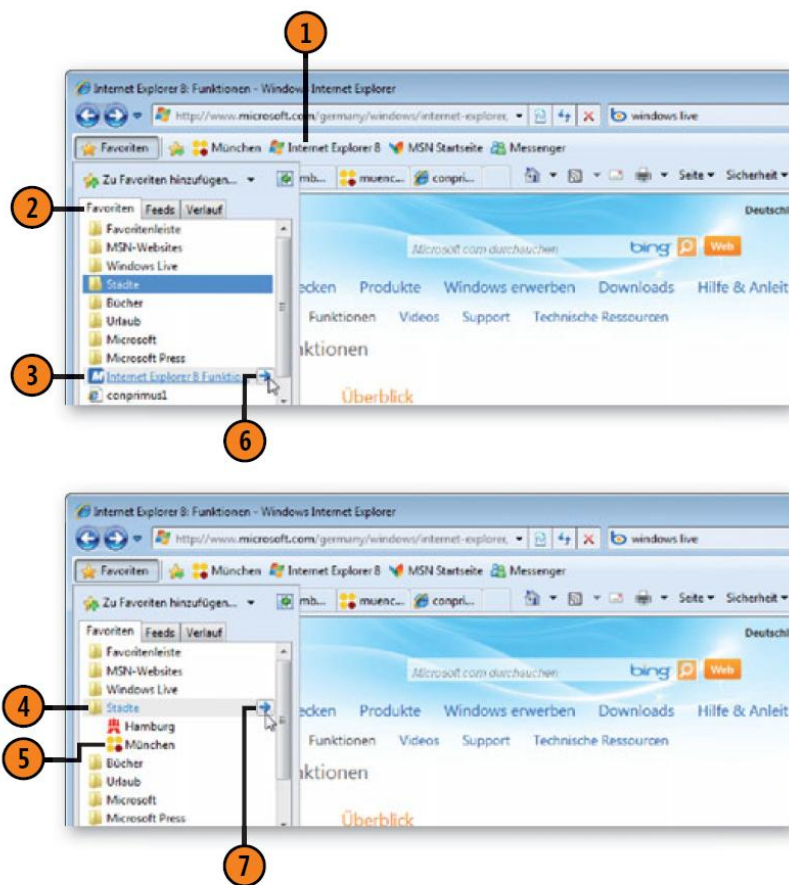 1
Internet Explorer 8: Funktionen - Windows Internet Explorer
http://www.microsoft.com/germany/windows/internet-explorer, windows live
Favoriten München Internet Explorer 8 MSN Startseite Messenger
Zu Favoriten hinzufügen... mb... muenc... conpri... Seite Sicherheit
2
Favoriten Feeds Verlauf
Deutschl
Favoritenleiste
MSN-Websites
Microsoft.com durchsuchen bing Web
Windows Live
Städte
ecken Produkte Windows erwerben Downloads Hilfe & Anleit
Bücher
Urlaub
Funktionen Videos Support Technische Ressourcen
Microsoft
Microsoft Press
nktionen
3
Internet Explorer 8 Funktio...
conprimus1
Überblick
6
Internet Explorer 8: Funktionen - Windows Internet Explorer
http://www.microsoft.com/germany/windows/internet-explorer, windows live
Favoriten München Internet Explorer 8 MSN Startseite Messenger
Zu Favoriten hinzufügen... mb... muenc... conpri... Seite Sicherheit
Favoriten Feeds Verlauf
Deutschl
Favoritenleiste
MSN-Websites
Microsoft.com durchsuchen bing Web
Windows Live
4
Städte
ecken Produkte Windows erwerben Downloads Hilfe & Anleit
Hamburg
5
München
Funktionen Videos Support Technische Ressourcen
Bücher
Urlaub
nktionen
Microsoft
Microsoft Press
Überblick
7